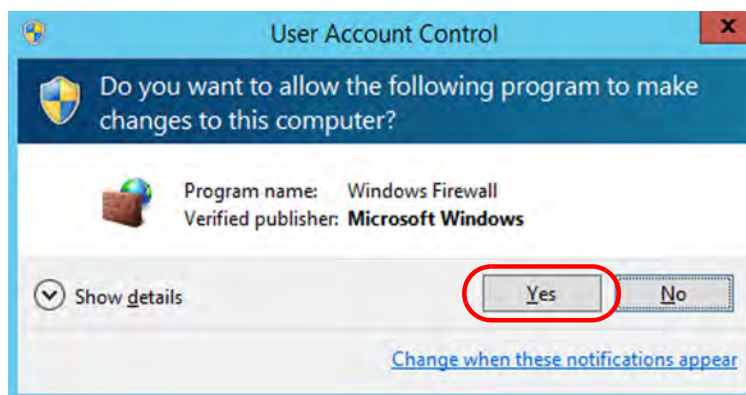 User Account Control
x
Do you want to allow the following program to make
changes to this computer?
Program name: Windows Firewall
Verified publisher: Microsoft Windows
Show details
Yes No
Change when these notifications appear